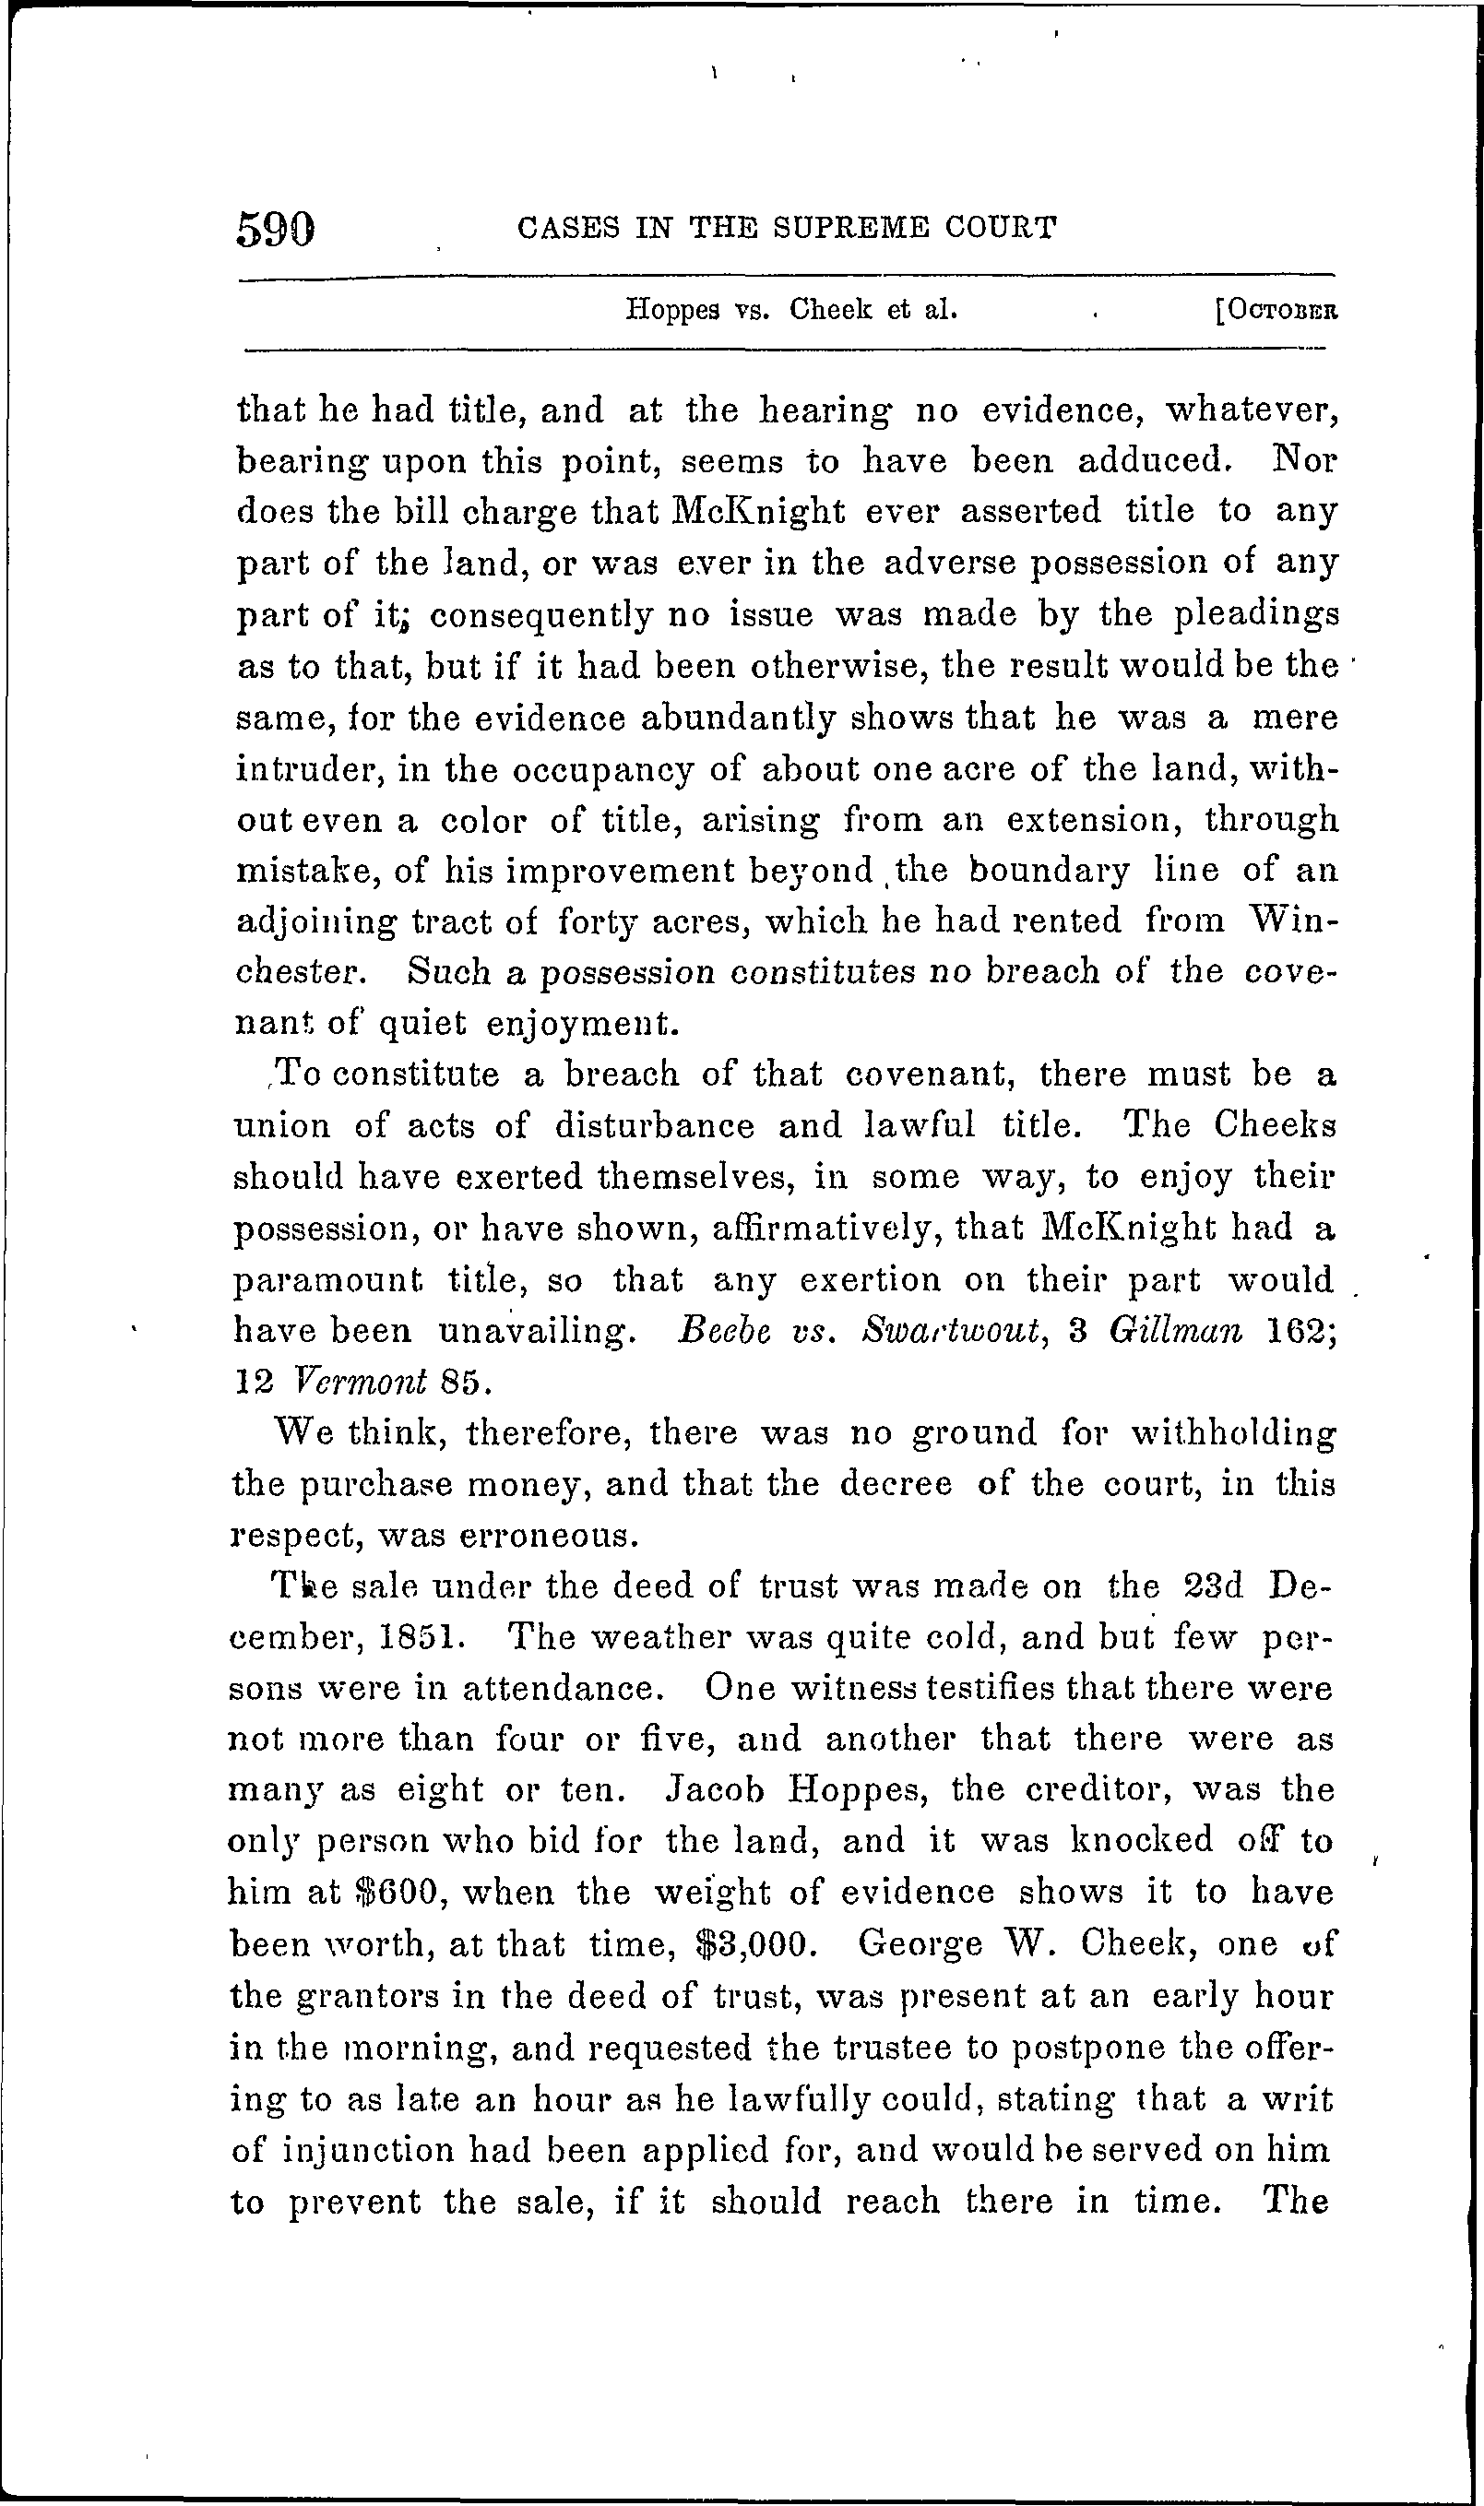 590 CASES IN THE SUPREME COURT
Hoppes vs. Cheek et al. [OCTOBER
that he had title, and at the hearing no evidence, whatever,
bearing upon this point, seems to have been adduced. Nor
does the bill charge that McKnight ever asserted title to any
part of the land, or was ever in the adverse possession of any
part of it; consequently no issue was made by the pleadings
as to that, but if it had been otherwise, the result would be the
same, for the evidence abundantly shows that he was a mere
intruder, in the occupancy of about one acre of the land, with-
out even a color of title, arising from an extension, through
mistake, of his improvement beyond the boundary line of an
adjoining tract of forty acres, which he had rented from Win-
chester. Such a possession constitutes no breach of the cove-
nant of quiet enjoyment.
To constitute a breach of that covenant, there must be a
union of acts of disturbance and lawful title. The Cheeks
should have exerted themselves, in some way, to enjoy their
possession, or have shown, affirmatively, that McKnight had a
paramount title, so that any exertion on their part would
have been unavailing. Beebe vs. Swartwout, 3 Gillman 162;
12 Vermont 85.
We think, therefore, there was no ground for withholding
the purchase money, and that the decree of the court, in this
respect, was erroneous.
The sale under the deed of trust was made on the 23d De-
cember, 1851. The weather was quite cold, and but few per-
sons were in attendance. One witness testifies that there were
not more than four or five, and another that there were as
many as eight or ten. Jacob Hoppes, the creditor, was the
only person who bid for the land, and it was knocked off to
him at $600, when the weight of evidence shows it to have
been worth, at that time, $3,000. George W. Cheek, one of
the grantors in the deed of trust, was present at an early hour
in the morning, and requested the trustee to postpone the offer-
ing to as late an hour as he lawfully could, stating that a writ
of injunction had been applied for, and would be served on him
to prevent the sale, if it should reach there in time. The